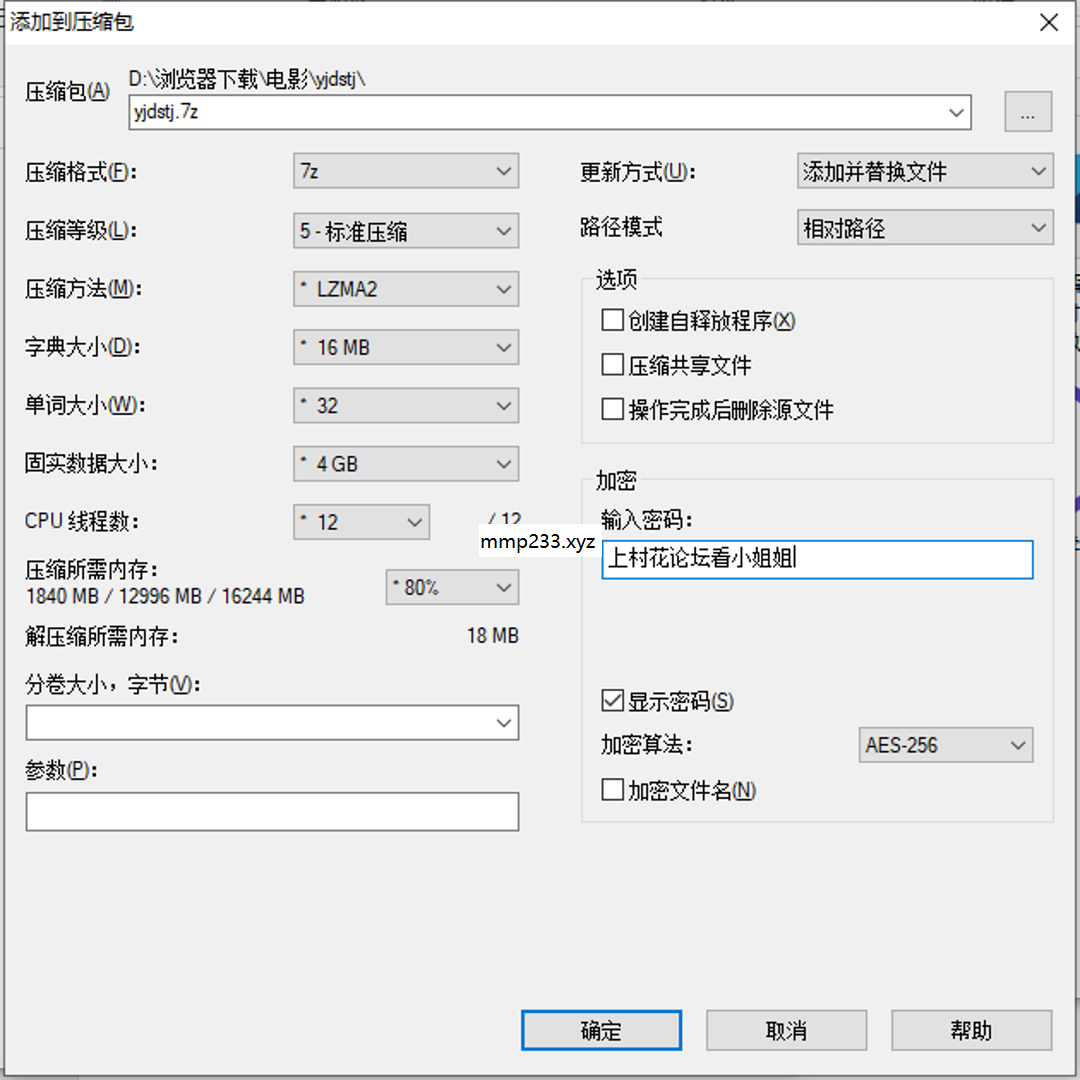 添加到压缩包
压缩包(A)
D:\浏览器下载\电影\yjdstj\
yjdstj.7z
...
压缩格式(F):
7z
更新方式(U):
添加并替换文件
压缩等级(L):
5 - 标准压缩
路径模式
相对路径
压缩方法(M):
* LZMA2
选项
创建自释放程序(X)
字典大小(D):
* 16 MB
压缩共享文件
单词大小(W):
* 32
操作完成后删除源文件
固实数据大小:
* 4 GB
加密
CPU 线程数:
* 12
/ 12
输入密码:
mmp233.xyz
上村花论坛看小姐姐
压缩所需内存:
1840 MB / 12996 MB / 16244 MB
* 80%
解压缩所需内存:
18 MB
分卷大小，字节(V):
显示密码(S)
加密算法:
AES-256
参数(P):
加密文件名(N)
确定
取消
帮助